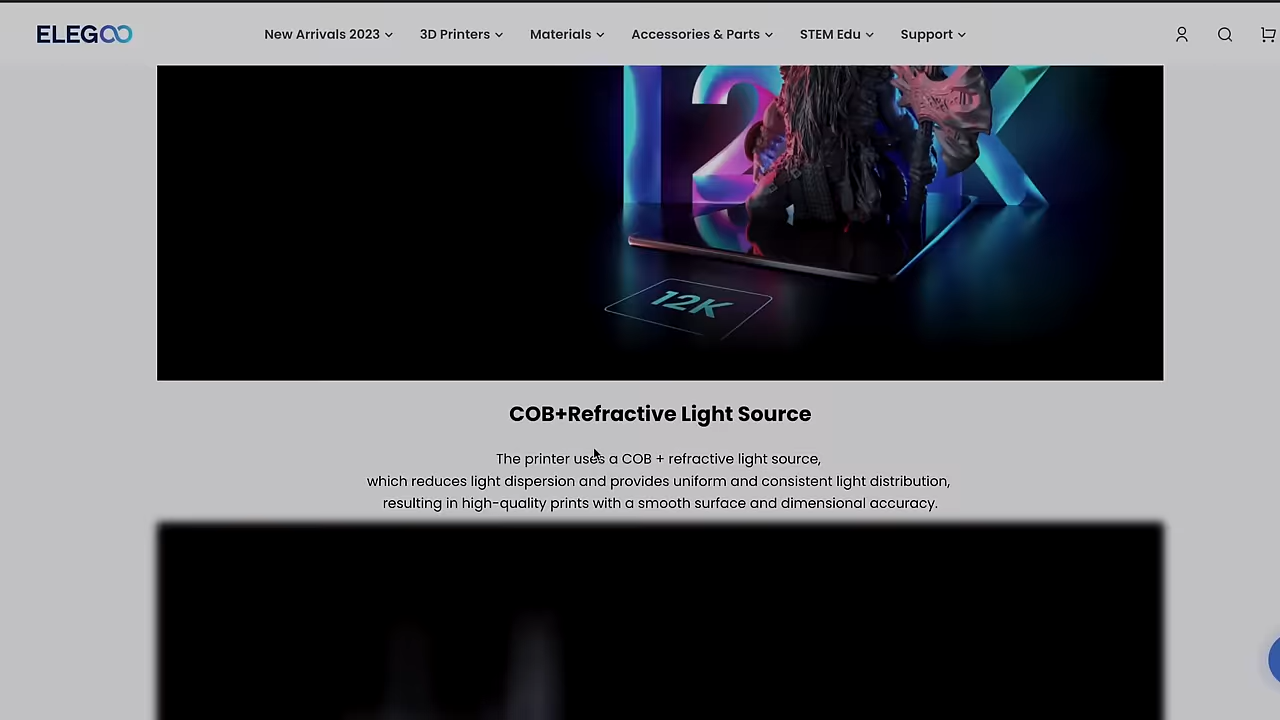 ELEGOO
New Arrivals 2023
3D Printers
Materials
Accessories & Parts
STEM Edu
Support
12K
12K
COB+Refractive Light Source
The printer uses a COB + refractive light source,
which reduces light dispersion and provides uniform and consistent light distribution,
resulting in high-quality prints with a smooth surface and dimensional accuracy.